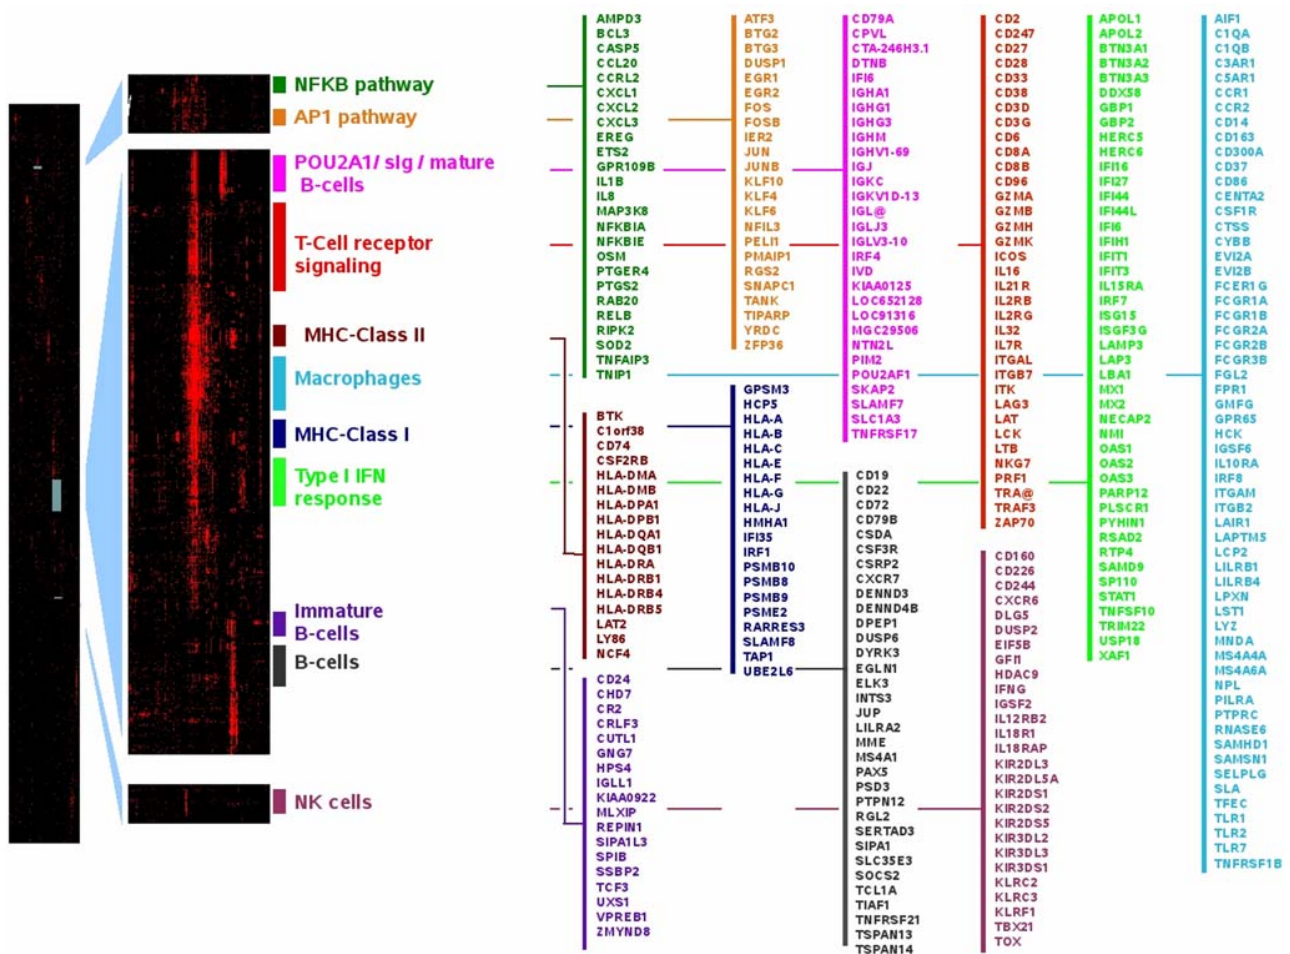 NFKB pathway
AP1 pathway
POU2A1/ sIg / mature
B-cells
T-Cell receptor
signaling
MHC-Class II
Macrophages
MHC-Class I
Type I IFN
response
Immature
B-cells
B-cells
NK cells
AMPD3
BCL3
CASP5
CCL20
CCRL2
CXCL1
CXCL2
CXCL3
EREG
ETS2
GPR109B
IL1B
IL8
MAP3K8
NFKBIA
NFKBIE
OSM
PTGER4
PTGS2
RAB20
RELB
RIPK2
SOD2
TNFAIP3
TNIP1
BTK
C1orf38
CD74
CSF2RB
HLA-DMA
HLA-DMB
HLA-DPA1
HLA-DPB1
HLA-DQA1
HLA-DQB1
HLA-DRA
HLA-DRB1
HLA-DRB4
HLA-DRB5
LAT2
LY86
NCF4
CD24
CHD7
CR2
CRLF3
CUTL1
GNG7
HPS4
IGLL1
KIAA0922
MLXIP
REPIN1
SIPA1L3
SPIB
SSBP2
TCF3
UXS1
VPREB1
ZMYND8
ATF3
BTG2
BTG3
DUSP1
EGR1
EGR2
FOS
FOSB
IER2
JUN
JUNB
KLF10
KLF4
KLF6
NFIL3
PELI1
PMAIP1
RGS2
SNAPC1
TANK
TIPARP
YRDC
ZFP36
GPSM3
HCP5
HLA-A
HLA-B
HLA-C
HLA-E
HLA-F
HLA-G
HLA-J
HMHA1
IFI35
IRF1
PSMB10
PSMB8
PSMB9
PSME2
RARRES3
SLAMF8
TAP1
UBE2L6
CD79A
CPVL
CTA-246H3.1
DTNB
IFI6
IGHA1
IGHG1
IGHG3
IGHM
IGHV1-69
IGJ
IGKC
IGKV1D-13
IGL@
IGLJ3
IGLV3-10
IRF4
IVD
KIAA0125
LOC652128
LOC91316
MGC29506
NTN2L
PIM2
POU2AF1
SKAP2
SLAMF7
SLC1A3
TNFRSF17
CD19
CD22
CD72
CD79B
CSDA
CSF3R
CSRP2
CXCR7
DENND3
DENND4B
DPEP1
DUSP6
DYRK3
EGLN1
ELK3
INTS3
JUP
LILRA2
MME
MS4A1
PAX5
PSD3
PTPN12
RGL2
SERTAD3
SIPA1
SLC35E3
SOCS2
TCL1A
TIAF1
TNFRSF21
TSPAN13
TSPAN14
CD2
CD247
CD27
CD28
CD33
CD38
CD3D
CD3G
CD6
CD8A
CD8B
CD96
GZMA
GZMB
GZMH
GZMK
ICOS
IL16
IL21R
IL2RB
IL2RG
IL32
IL7R
ITGAL
ITGB7
ITK
LAG3
LAT
LCK
LTB
NKG7
PRF1
TRA@
TRAF3
ZAP70
CD160
CD226
CD244
CXCR6
DLG5
DUSP2
EIF5B
GFI1
HDAC9
IFNG
IGSF2
IL12RB2
IL18R1
IL18RAP
KIR2DL3
KIR2DL5A
KIR2DS1
KIR2DS2
KIR2DS5
KIR3DL2
KIR3DL3
KIR3DS1
KLRC2
KLRC3
KLRF1
TBX21
TOX
APOL1
APOL2
BTN3A1
BTN3A2
BTN3A3
DDX58
GBP1
GBP2
HERC5
HERC6
IFI16
IFI27
IFI44
IFI44L
IFI6
IFIH1
IFIT1
IFIT3
IL15RA
IRF7
ISG15
ISGF3G
LAMP3
LAP3
LBA1
MX1
MX2
NECAP2
NMI
OAS1
OAS2
OAS3
PARP12
PLSCR1
PYHIN1
RSAD2
RTP4
SAMD9
SP110
STAT1
TNFSF10
TRIM22
USP18
XAF1
AIF1
C1QA
C1QB
C3AR1
C5AR1
CCR1
CCR2
CD14
CD163
CD300A
CD37
CD86
CENTA2
CSF1R
CTSS
CYBB
EVI2A
EVI2B
FCER1G
FCGR1A
FCGR1B
FCGR2A
FCGR2B
FCGR3B
FGL2
FPR1
GMFG
GPR65
HCK
IGSF6
IL10RA
IRF8
ITGAM
ITGB2
LAIR1
LAPTM5
LCP2
LILRB1
LILRB4
LPXN
LST1
LYZ
MNDA
MS4A4A
MS4A6A
NPL
PILRA
PTPRC
RNASE6
SAMHD1
SAMSN1
SELPLG
SLA
TFEC
TLR1
TLR2
TLR7
TNFRSF1B